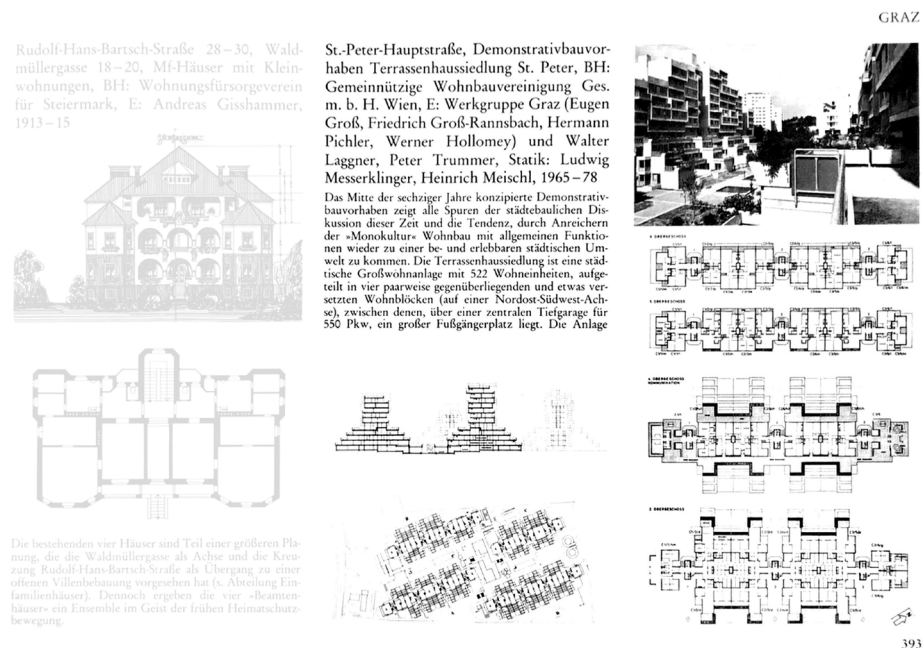 GRAZ
Rudolf-Hans-Bartsch-Straße 28–30, Wald-
müllergasse 18–20, Mf-Häuser mit Klein-
wohnungen, BH: Wohnungsfürsorgeverein
für Steiermark, E: Andreas Gisshammer,
1913–15
Die bestehenden vier Häuser sind Teil einer größeren Pla-
nung, die die Waldmüllergasse als Achse und die Kreu-
zung Rudolf-Hans-Bartsch-Straße als Übergang zu einer
offenen Villenbebauung vorgesehen hat (s. Abteilung Ein-
familienhäuser). Dennoch ergeben die vier »Beamten-
häuser« ein Ensemble im Geist der frühen Heimatschutz-
bewegung.
St.-Peter-Hauptstraße, Demonstrativbauvor-
haben Terrassenhaussiedlung St. Peter, BH:
Gemeinnützige Wohnbauvereinigung Ges.
m. b. H. Wien, E: Werkgruppe Graz (Eugen
Groß, Friedrich Groß-Rannsbach, Hermann
Pichler, Werner Hollomey) und Walter
Laggner, Peter Trummer, Statik: Ludwig
Messerklinger, Heinrich Meischl, 1965–78
Das Mitte der sechziger Jahre konzipierte Demonstrativ-
bauvorhaben zeigt alle Spuren der städtebaulichen Dis-
kussion dieser Zeit und die Tendenz, durch Anreichern
der »Monokultur« Wohnbau mit allgemeinen Funktio-
nen wieder zu einer be- und erlebbaren städtischen Um-
welt zu kommen. Die Terrassenhaussiedlung ist eine städ-
tische Großwohnanlage mit 522 Wohneinheiten, aufge-
teilt in vier paarweise gegenüberliegenden und etwas ver-
setzten Wohnblöcken (auf einer Nordost-Südwest-Ach-
se), zwischen denen, über einer zentralen Tiefgarage für
550 Pkw, ein großer Fußgängerplatz liegt. Die Anlage
OBERGESCHOSS
OBERGESCHOSS
4. OBERGESCHOSS
KOMMUNIKATION
2. OBERGESCHOSS
393